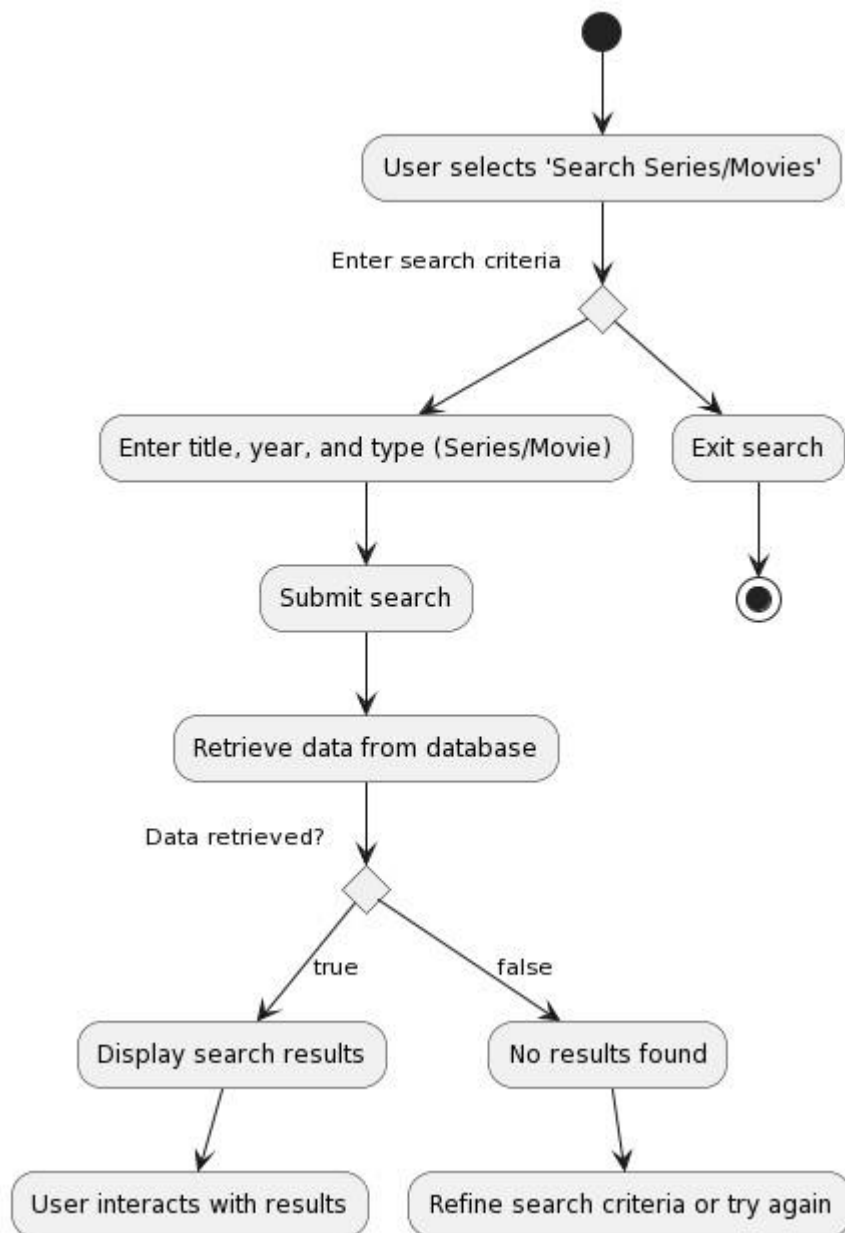 User selects 'Search Series/Movies'
Enter search criteria
Enter title, year, and type (Series/Movie)
Exit search
Submit search
Retrieve data from database
Data retrieved?
true
false
Display search results
No results found
User interacts with results
Refine search criteria or try again